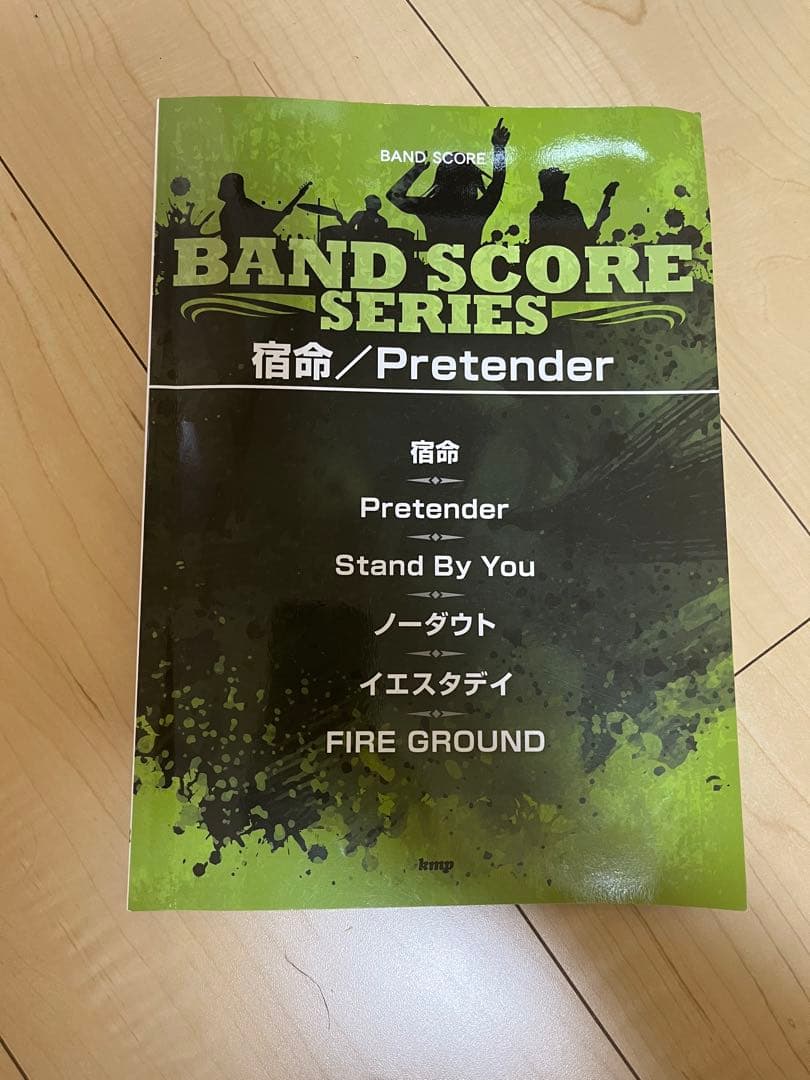 BAND SCORE
BAND SCORE
SERIES
宿命／Pretender
宿命
Pretender
Stand By You
ノーダウト
イエスタデイ
FIRE GROUND
kmp